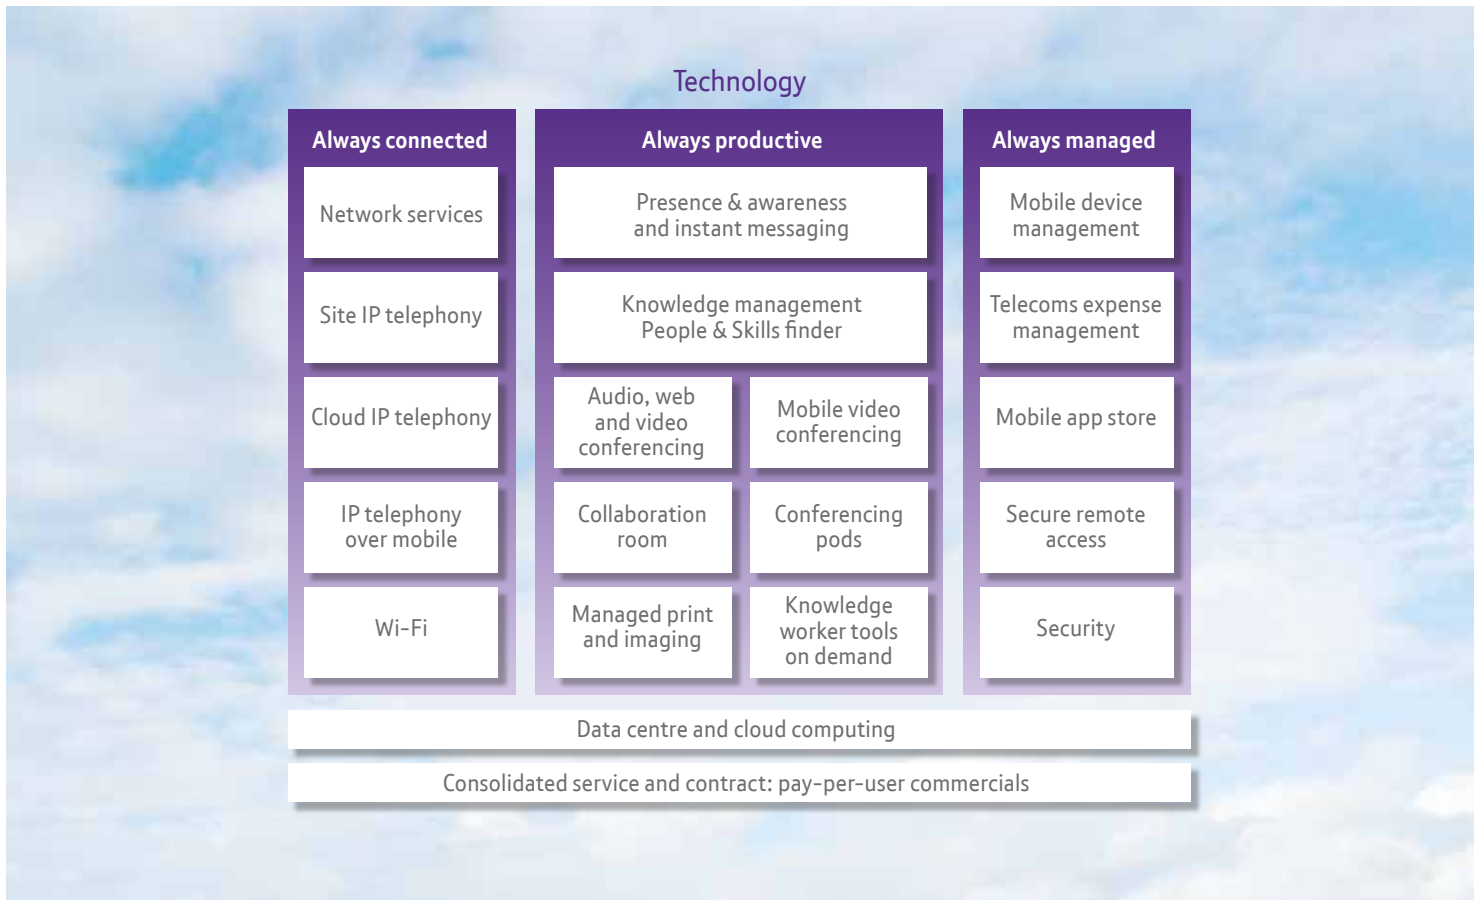 Technology
Always connected
Network services
Site IP telephony
Cloud IP telephony
IP telephony
over mobile
Wi-Fi
Always productive
Presence & awareness
and instant messaging
Knowledge management
People & Skills finder
Audio, web
and video
conferencing
Mobile video
conferencing
Collaboration
room
Conferencing
pods
Managed print
and imaging
Knowledge
worker tools
on demand
Always managed
Mobile device
management
Telecoms expense
management
Mobile app store
Secure remote
access
Security
Data centre and cloud computing
Consolidated service and contract: pay-per-user commercials